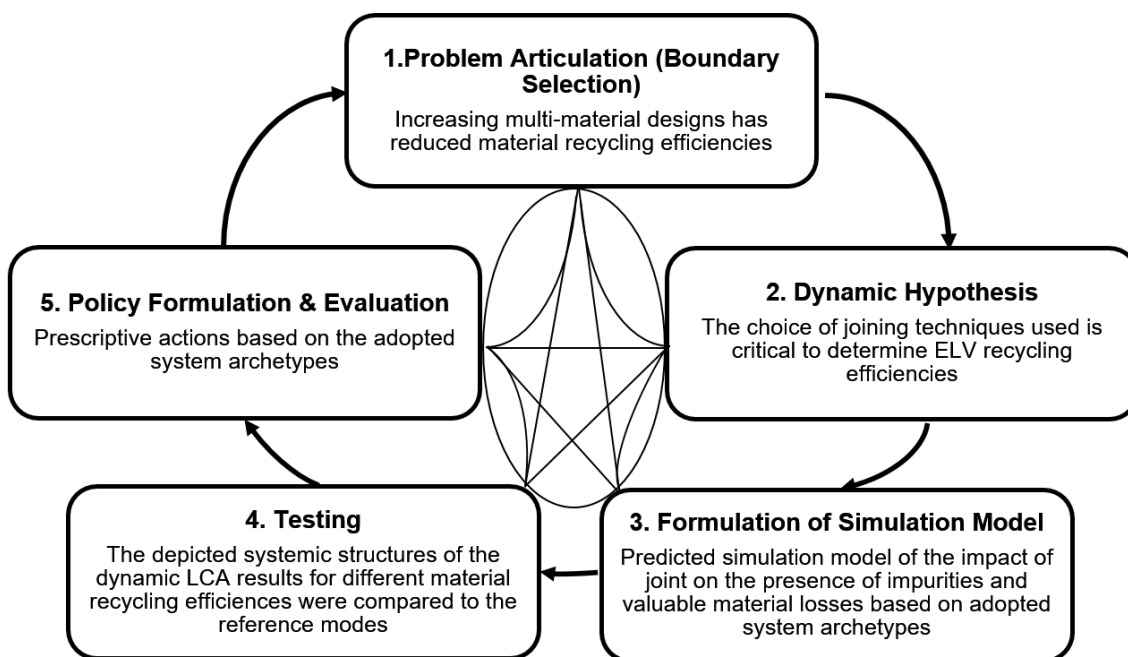 1.Problem Articulation (Boundary
Selection)
Increasing multi-material designs has
reduced material recycling efficiencies
2. Dynamic Hypothesis
The choice of joining techniques used is
critical to determine ELV recycling
efficiencies
3. Formulation of Simulation Model
Predicted simulation model of the impact of
joint on the presence of impurities and
valuable material losses based on adopted
system archetypes
4. Testing
The depicted systemic structures of the
dynamic LCA results for different material
recycling efficiences were compared to the
reference modes
5. Policy Formulation & Evaluation
Prescriptive actions based on the adopted
system archetypes